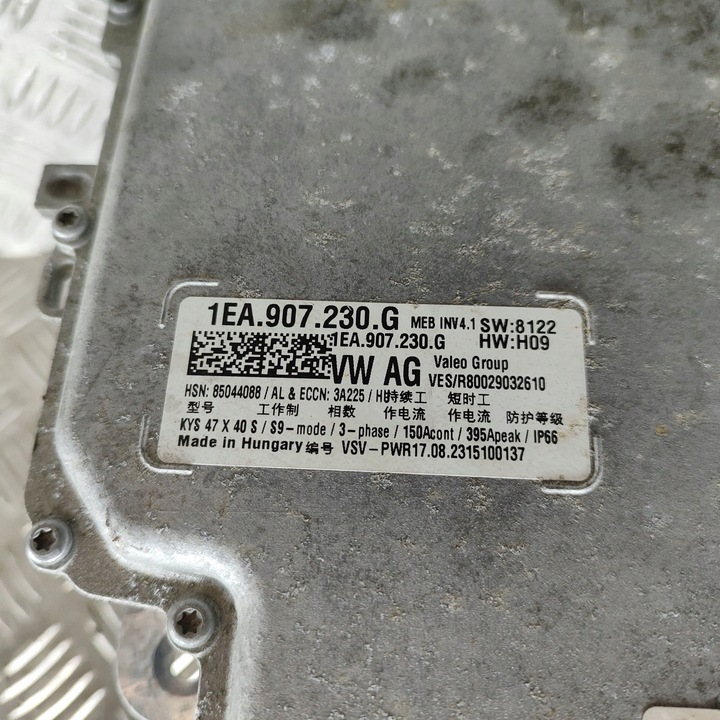 1EA.907.230.G MEB INV4.1 SW:8122
1EA.907.230.G HW:H09
VW AG Valeo Group
VES/R80029032610
HSN: 85044088 / AL & ECCN: 3A225 / H 持续工 短时工
型号 工作制 相数 作电流 作电流 防护等级
KYS 47 X 40 S / S9-mode / 3-phase / 150Acont / 395Apeak / IP66
Made in Hungary 编号 VSV-PWR17.08.2315100137